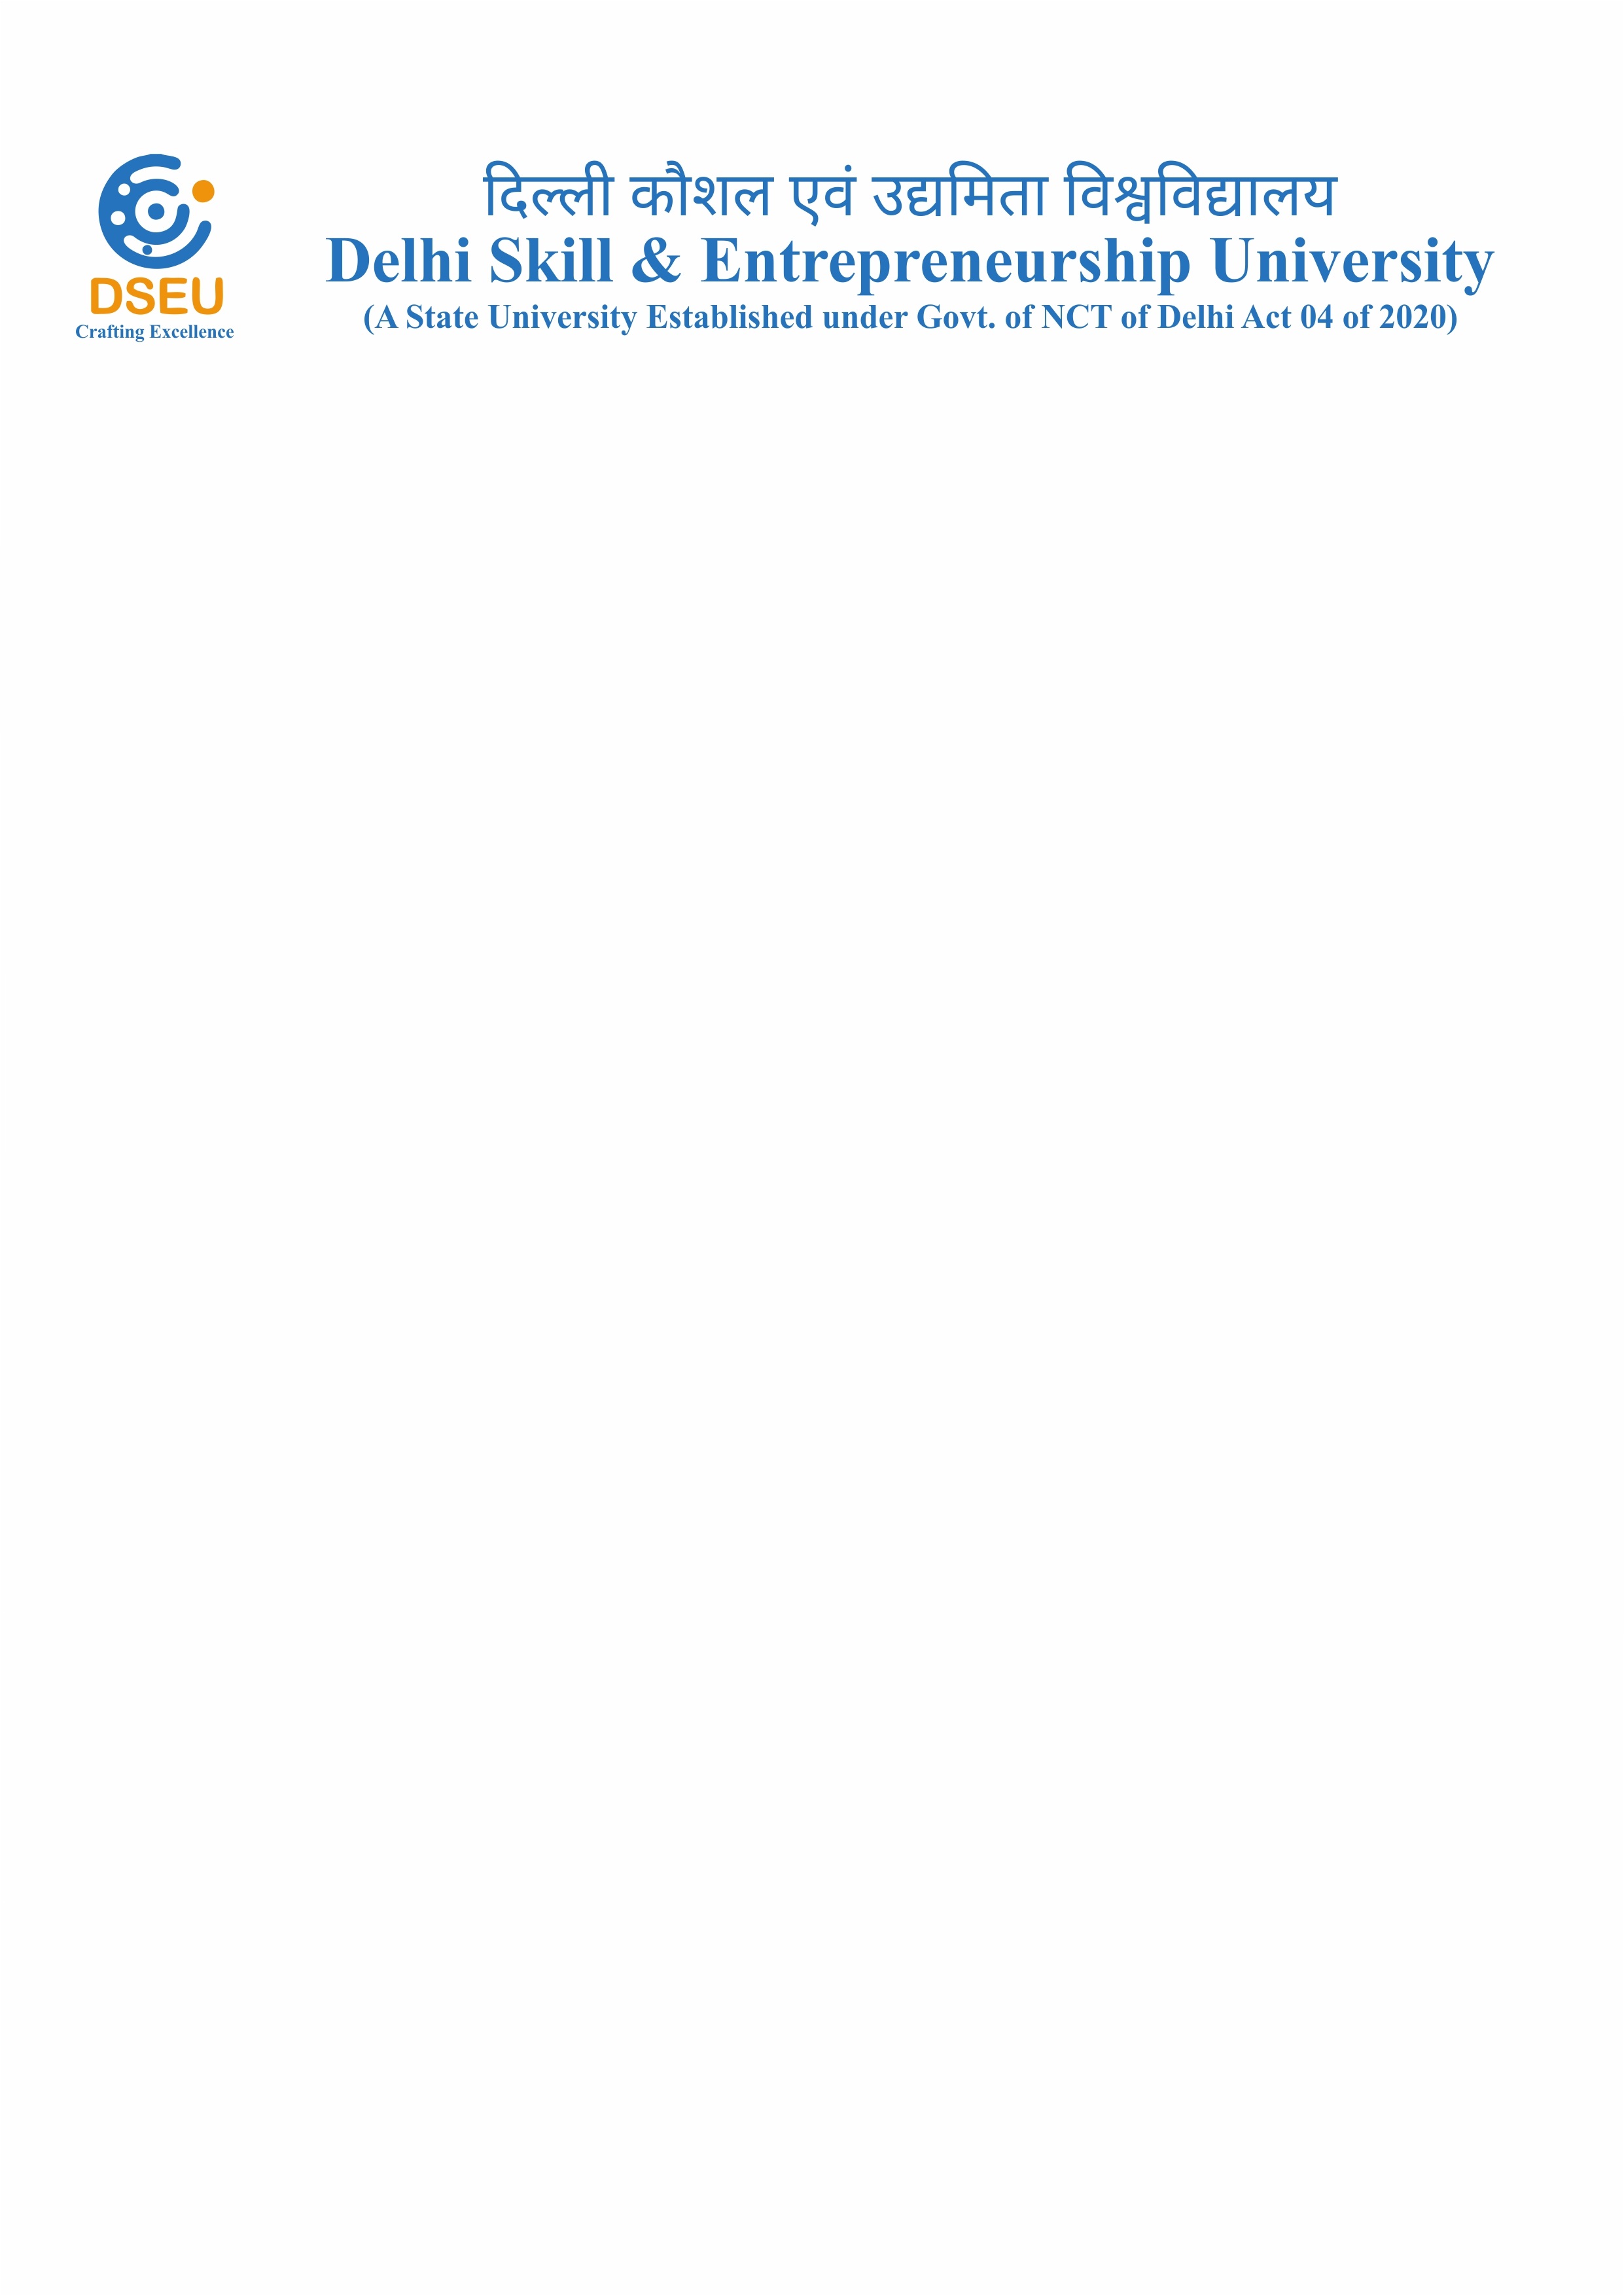 दिल्ली कौशल एवं उद्यमिता विश्वविद्यालय
Delhi Skill & Entrepreneurship University
(A State University Established under Govt. of NCT of Delhi Act 04 of 2020)
DSEU
Crafting Excellence